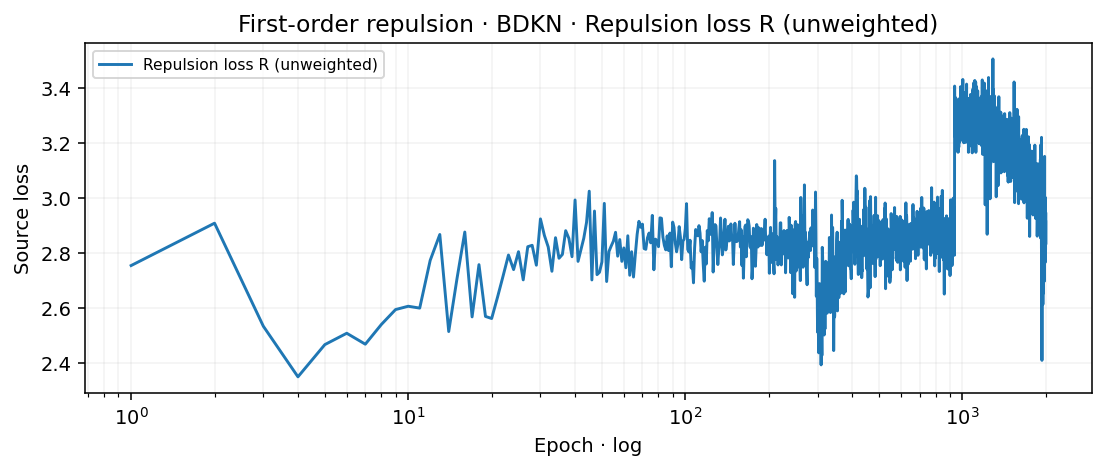 First-order repulsion · BDKN · Repulsion loss R (unweighted)
Repulsion loss R (unweighted)
Source loss
3.4
3.2
3.0
2.8
2.6
2.4
10⁰ 10¹ 10² 10³
Epoch · log